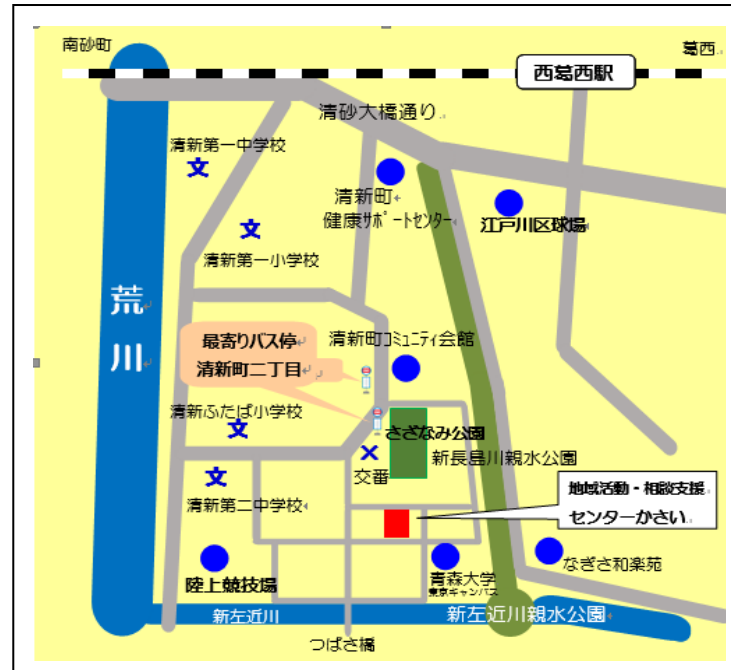 南砂町
葛西
西葛西駅
清砂大橋通り
清新第一中学校
清新町
健康サポートセンター
江戸川区球場
清新第一小学校
荒川
最寄りバス停
清新町二丁目
清新町コミュニティ会館
清新ふたば小学校
さざなみ公園
新長島川親水公園
交番
清新第二中学校
地域活動・相談支援
センターかさい
陸上競技場
青森大学
東京キャンパス
なぎさ和楽苑
新左近川
新左近川親水公園
つばさ橋